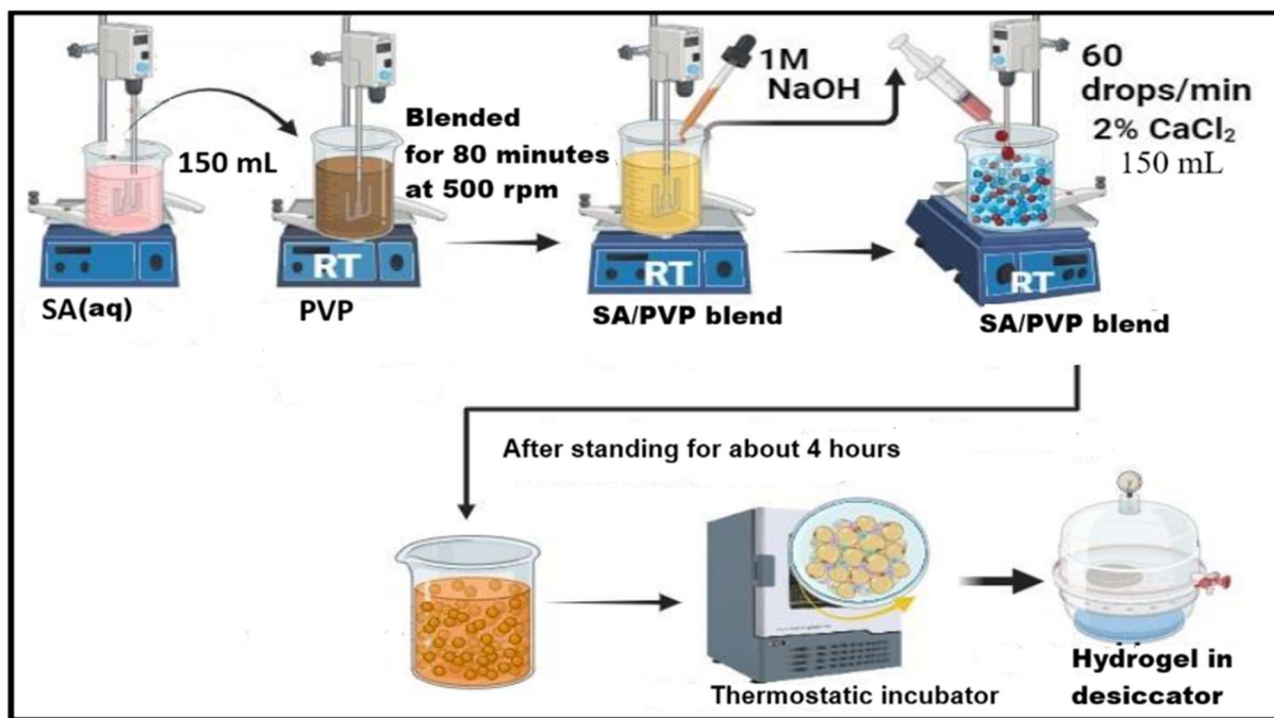 150 mL
Blended
for 80 minutes
at 500 rpm
1M
NaOH
60
drops/min
2% CaCl₂
150 mL
RT
RT
RT
SA(aq)
PVP
SA/PVP blend
SA/PVP blend
After standing for about 4 hours
Thermostatic incubator
Hydrogel in
desiccator